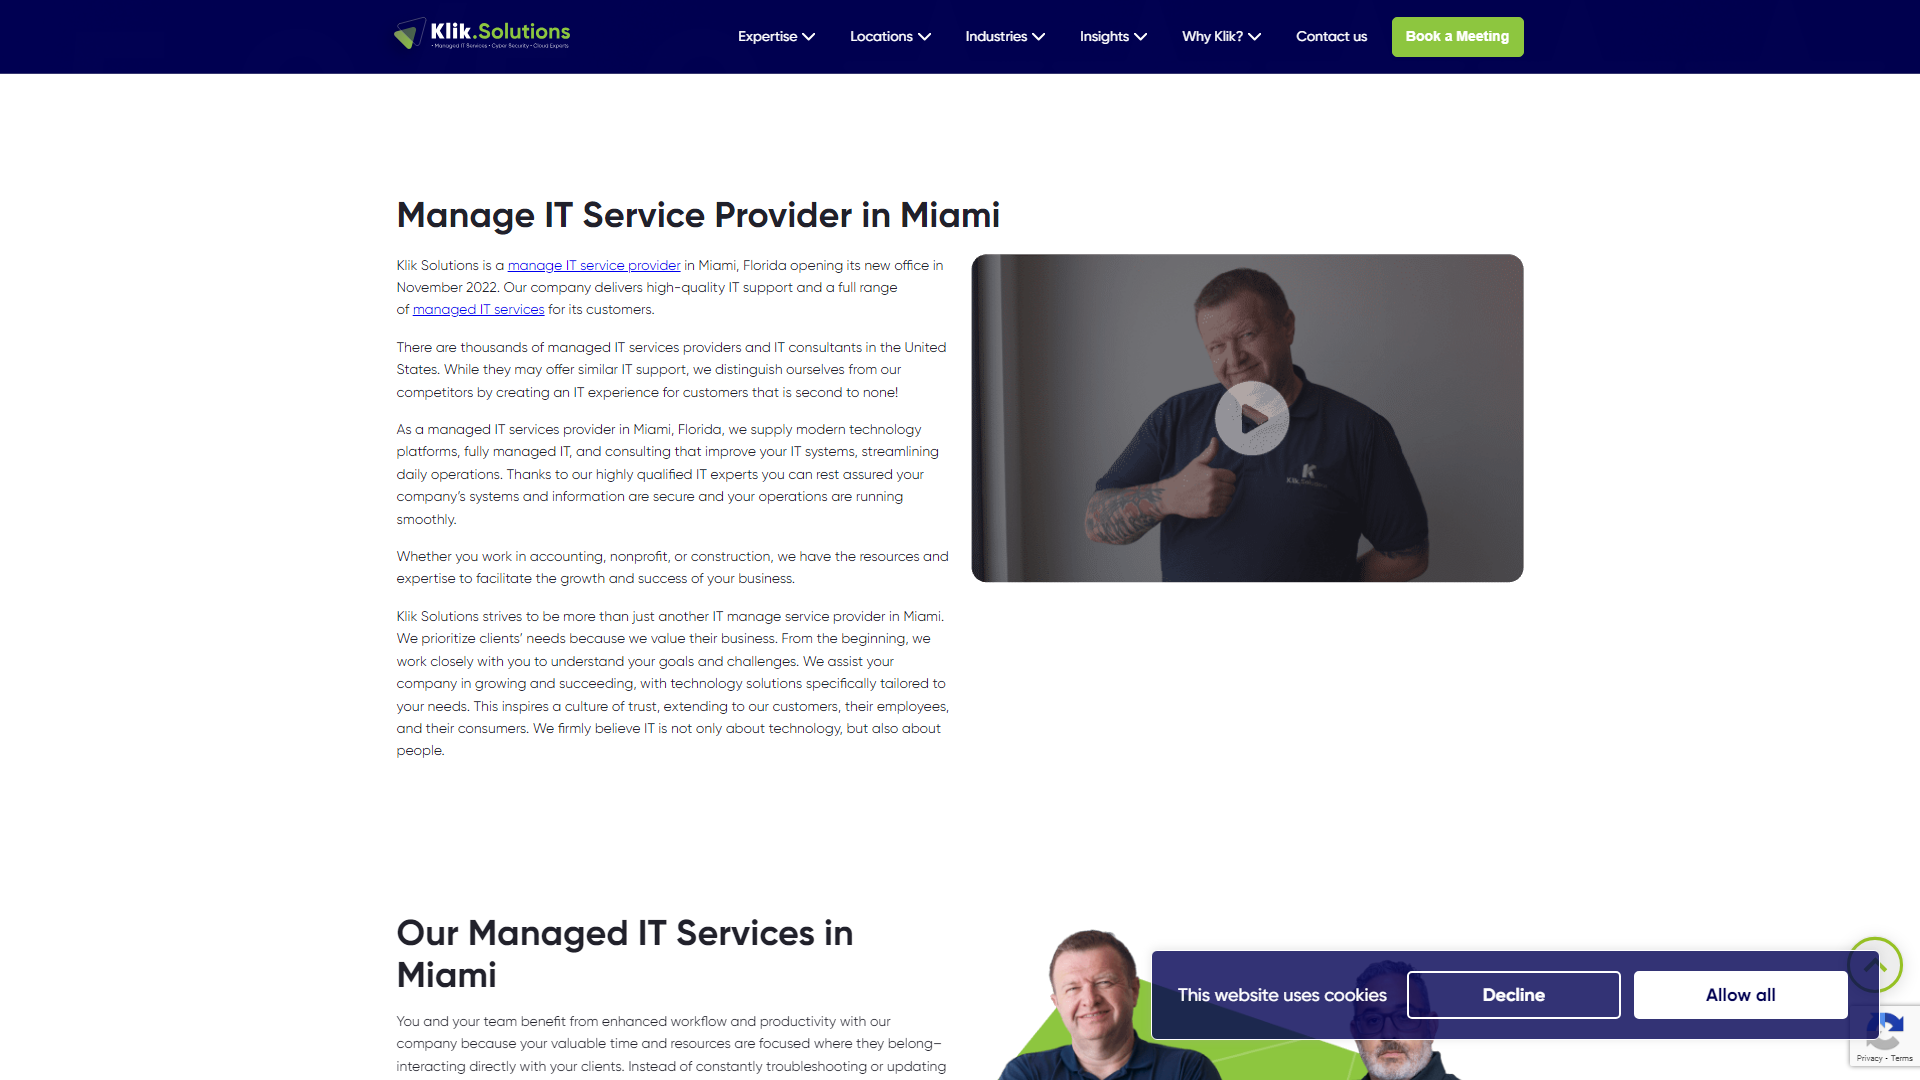 Klik.Solutions
• Managed IT Services • Cyber Security • Cloud Experts
Expertise
Locations
Industries
Insights
Why Klik?
Contact us
Book a Meeting
Manage IT Service Provider in Miami
Klik Solutions is a manage IT service provider in Miami, Florida opening its new office in
November 2022. Our company delivers high-quality IT support and a full range
of managed IT services for its customers.
There are thousands of managed IT services providers and IT consultants in the United
States. While they may offer similar IT support, we distinguish ourselves from our
competitors by creating an IT experience for customers that is second to none!
As a managed IT services provider in Miami, Florida, we supply modern technology
platforms, fully managed IT, and consulting that improve your IT systems, streamlining
daily operations. Thanks to our highly qualified IT experts you can rest assured your
company’s systems and information are secure and your operations are running
smoothly.
Whether you work in accounting, nonprofit, or construction, we have the resources and
expertise to facilitate the growth and success of your business.
Klik Solutions strives to be more than just another IT manage service provider in Miami.
We prioritize clients’ needs because we value their business. From the beginning, we
work closely with you to understand your goals and challenges. We assist your
company in growing and succeeding, with technology solutions specifically tailored to
your needs. This inspires a culture of trust, extending to our customers, their employees,
and their consumers. We firmly believe IT is not only about technology, but also about
people.
K
Klik.Solutions
Our Managed IT Services in
Miami
You and your team benefit from enhanced workflow and productivity with our
company because your valuable time and resources are focused where they belong–
interacting directly with your clients. Instead of constantly troubleshooting or updating
This website uses cookies
Decline
Allow all
Privacy - Terms